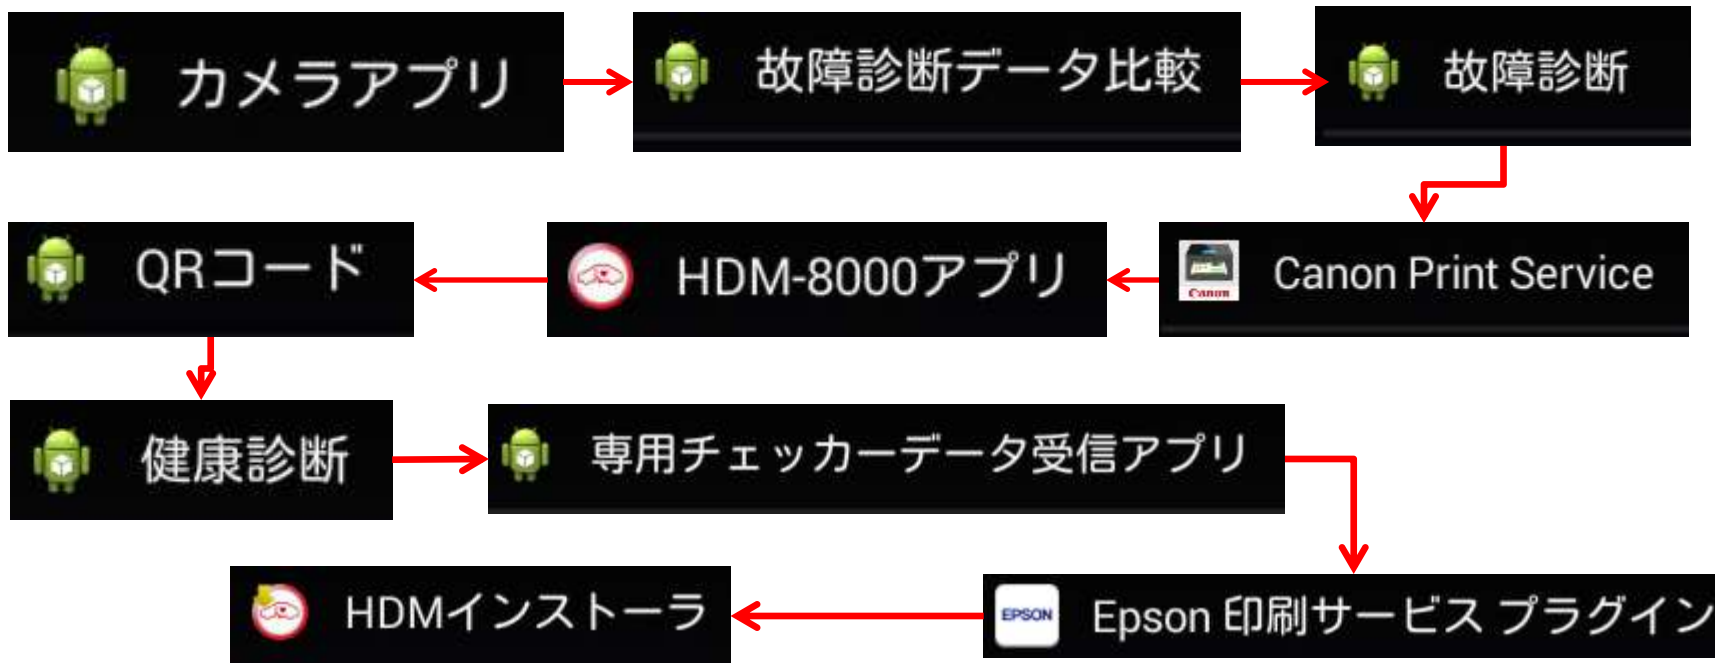 カメラアプリ
故障診断データ比較
故障診断
Canon
Canon Print Service
HDM-8000アプリ
QRコード
健康診断
専用チェッカーデータ受信アプリ
EPSON
Epson 印刷サービス プラグイン
HDMインストーラ